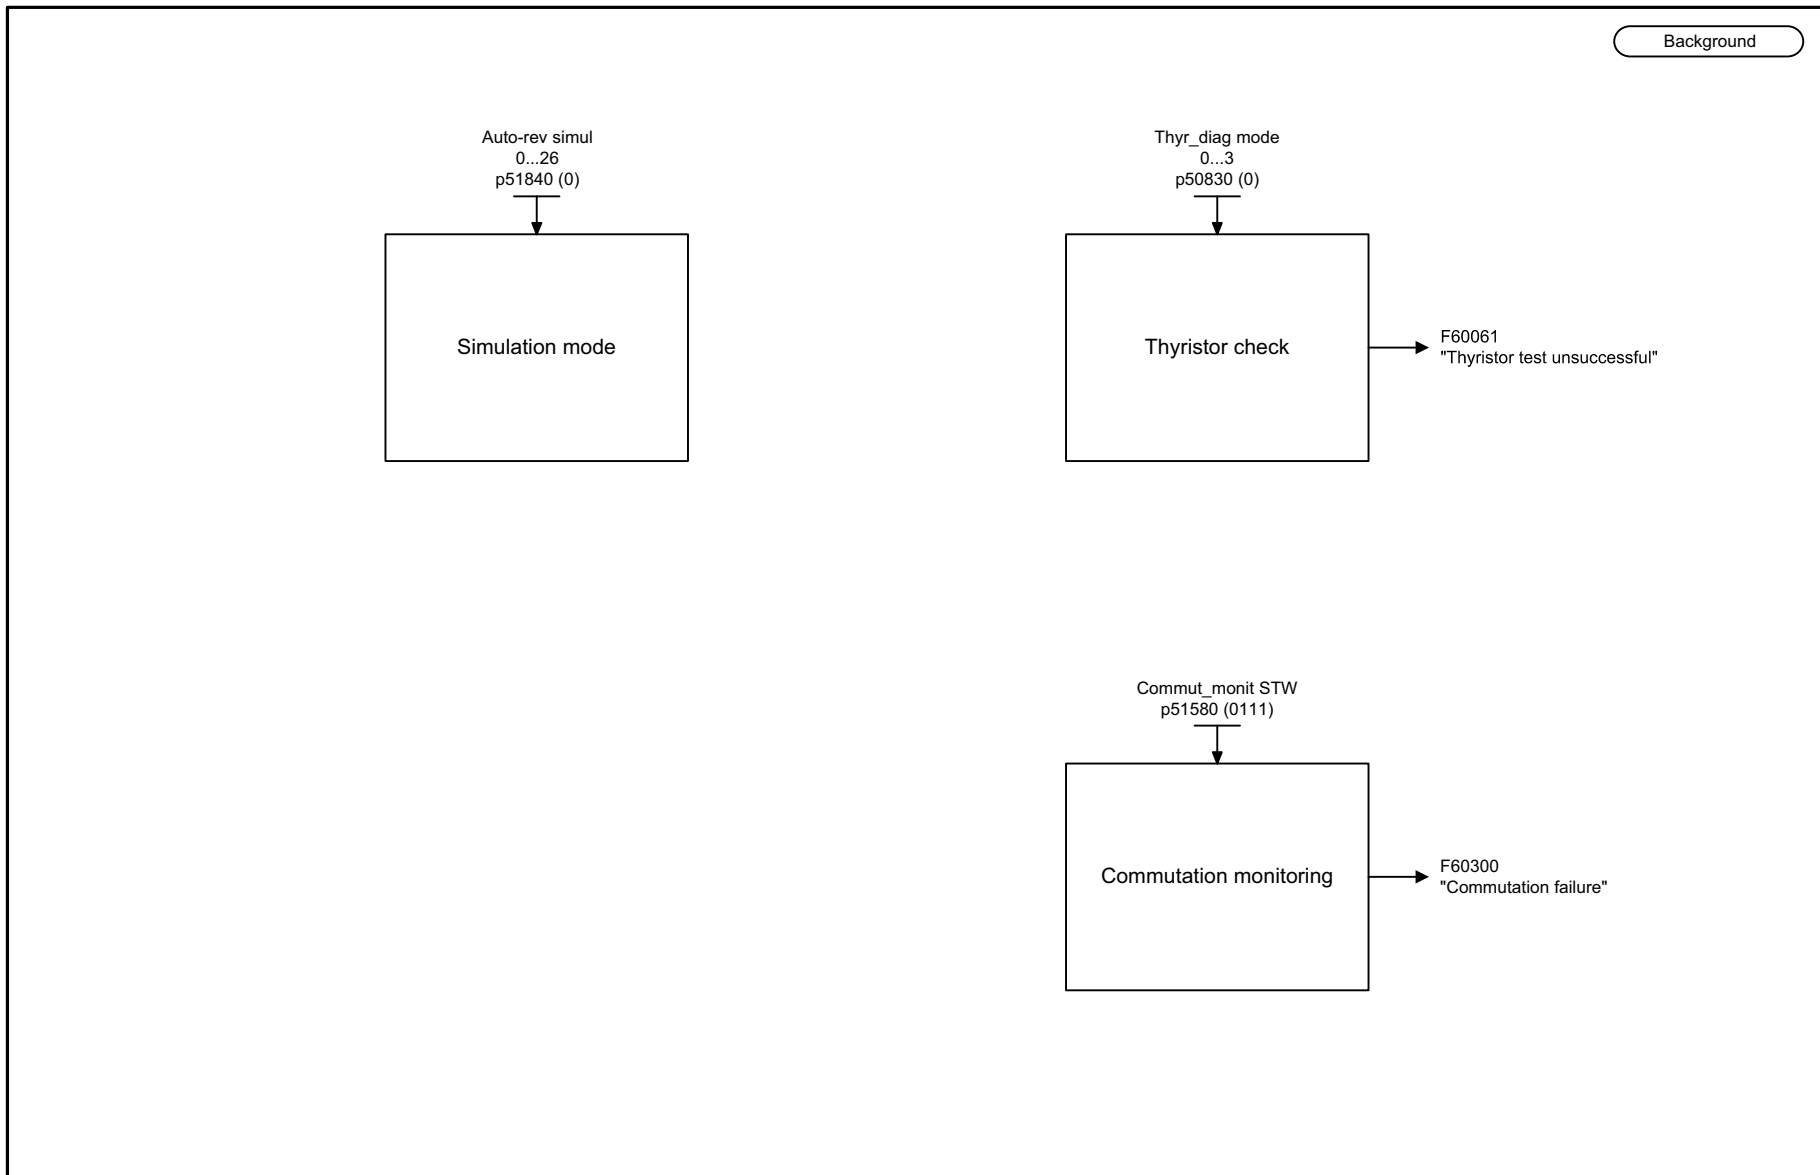 Background
Auto-rev simul
0...26
p51840 (0)
Simulation mode
Thyr_diag mode
0...3
p50830 (0)
Thyristor check
F60061
"Thyristor test unsuccessful"
Commut_monit STW
p51580 (0111)
Commutation monitoring
F60300
"Commutation failure"